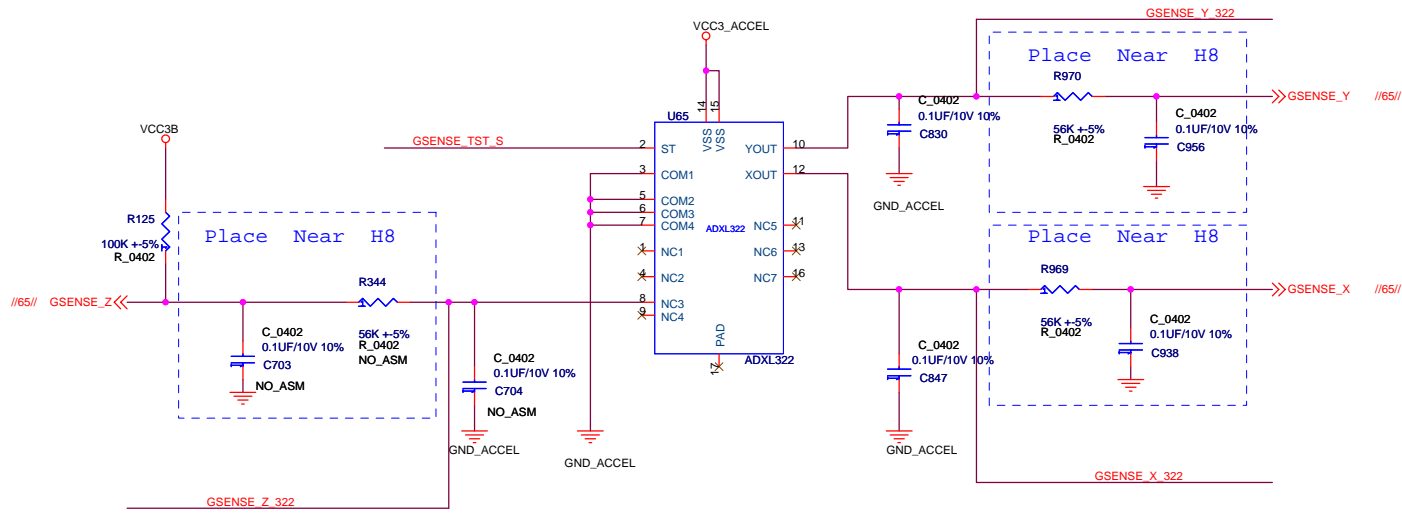 GSENSE_Y_322
VCC3_ACCEL
Place Near H8
R970
56K +-5%
R_0402
GSENSE_Y //65//
C_0402
0.1UF/10V 10%
C830
GND_ACCEL
C_0402
0.1UF/10V 10%
C956
VCC3B
GSENSE_TST_S
U65
14
15
VSS
VSS
2 ST
3 COM1
5 COM2
6 COM3
7 COM4
1 NC1
4 NC2
8 NC3
9 NC4
YOUT 10
XOUT 12
ADXL322
NC5 11
NC6 13
NC7 16
PAD
17
ADXL322
R125
100K +-5%
R_0402
Place Near H8
R344
56K +-5%
R_0402
NO_ASM
//65// GSENSE_Z
C_0402
0.1UF/10V 10%
C703
NO_ASM
C_0402
0.1UF/10V 10%
C704
NO_ASM
GND_ACCEL
GND_ACCEL
GSENSE_Z_322
Place Near H8
R969
56K +-5%
R_0402
GSENSE_X //65//
C_0402
0.1UF/10V 10%
C938
C_0402
0.1UF/10V 10%
C847
GND_ACCEL
GSENSE_X_322